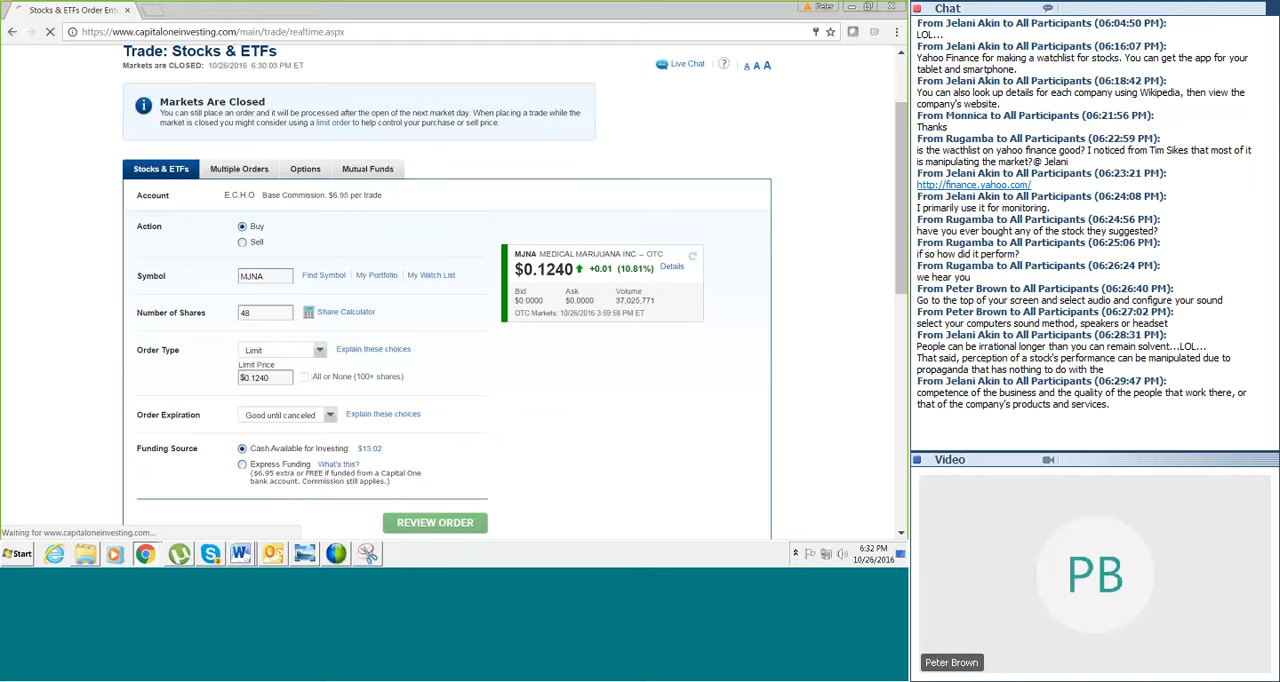 Stocks & ETFs Order Ent
Peter
https://www.capitaloneinvesting.com/main/trade/realtime.aspx
Trade: Stocks & ETFs
Markets are CLOSED: 10/26/2016 6:30:03 PM ET
Live Chat ? A A A
Markets Are Closed
You can still place an order and it will be processed after the open of the next market day. When placing a trade while the
market is closed you might consider using a limit order to help control your purchase or sell price.
Stocks & ETFs Multiple Orders Options Mutual Funds
Account E.C.H.O Base Commission: $6.95 per trade
Action Buy
Sell
Symbol MJNA Find Symbol | My Portfolio | My Watch List
Number of Shares 48 Share Calculator
Order Type Limit Explain these choices
Limit Price
$0.1240 All or None (100+ shares)
Order Expiration Good until canceled Explain these choices
Funding Source Cash Available for Investing: $13.02
Express Funding What's this?
($6.95 extra or FREE if funded from a Capital One
bank account. Commission still applies.)
REVIEW ORDER
MJNA MEDICAL MARIJUANA INC – OTC
$0.1240 +0.01 (10.81%) Details
Bid Ask Volume
$0.0000 $0.0000 37,025,771
OTC Markets: 10/26/2016 3:59:58 PM ET
Waiting for www.capitaloneinvesting.com...
Start
6:32 PM
10/26/2016
Chat
From Jelani Akin to All Participants (06:04:50 PM):
LOL...
From Jelani Akin to All Participants (06:16:07 PM):
Yahoo Finance for making a watchlist for stocks. You can get the app for your
tablet and smartphone.
From Jelani Akin to All Participants (06:18:42 PM):
You can also look up details for each company using Wikipedia, then view the
company's website.
From Monnica to All Participants (06:21:56 PM):
Thanks
From Rugamba to All Participants (06:22:59 PM):
is the wacthlist on yahoo finance good? I noticed from Tim Sikes that most of it
is manipulating the market?@ Jelani
From Jelani Akin to All Participants (06:23:21 PM):
http://finance.yahoo.com/
From Jelani Akin to All Participants (06:24:08 PM):
I primarily use it for monitoring.
From Rugamba to All Participants (06:24:56 PM):
have you ever bought any of the stock they suggested?
From Rugamba to All Participants (06:25:06 PM):
if so how did it perform?
From Rugamba to All Participants (06:26:24 PM):
we hear you
From Peter Brown to All Participants (06:26:40 PM):
Go to the top of your screen and select audio and configure your sound
From Peter Brown to All Participants (06:27:02 PM):
select your computers sound method, speakers or headset
From Jelani Akin to All Participants (06:28:31 PM):
People can be irrational longer than you can remain solvent...LOL...
That said, perception of a stock's performance can be manipulated due to
propaganda that has nothing to do with the
From Jelani Akin to All Participants (06:29:47 PM):
competence of the business and the quality of the people that work there, or
that of the company's products and services.
Video
PB
Peter Brown